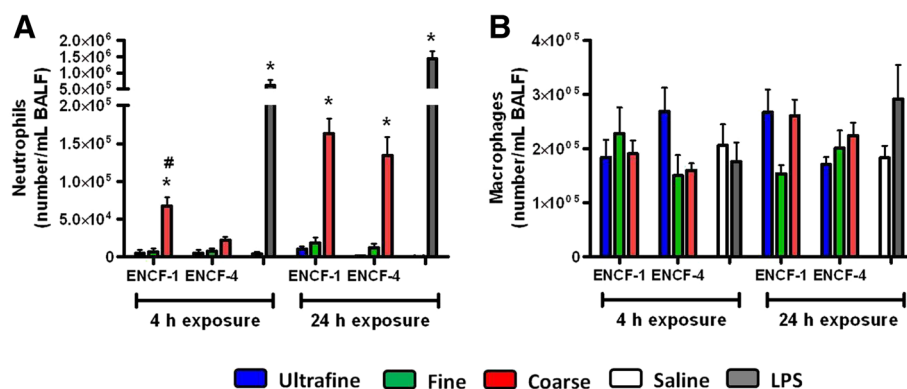 A
Neutrophils
(number/mL BALF)
2.0×10⁶
1.5×10⁶
1.0×10⁶
5.0×10⁵
2.0×10⁵
1.5×10⁵
1.0×10⁵
5.0×10⁴
0
#
*
*
*
*
*
ENCF-1 ENCF-4 ENCF-1 ENCF-4
4 h exposure 24 h exposure
B
Macrophages
(number/mL BALF)
4×10⁰⁵
3×10⁰⁵
2×10⁰⁵
1×10⁰⁵
0
ENCF-1 ENCF-4 ENCF-1 ENCF-4
4 h exposure 24 h exposure
Ultrafine Fine Coarse Saline LPS